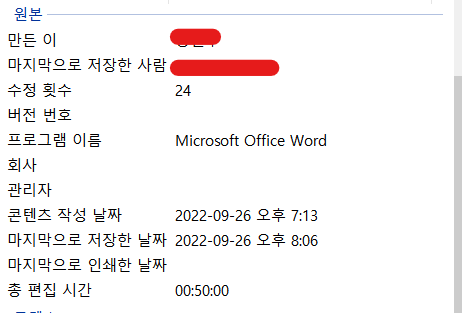 원본
만든 이
마지막으로 저장한 사람
수정 횟수 24
버전 번호
프로그램 이름 Microsoft Office Word
회사
관리자
콘텐츠 작성 날짜 2022-09-26 오후 7:13
마지막으로 저장한 날짜 2022-09-26 오후 8:06
마지막으로 인쇄한 날짜
총 편집 시간 00:50:00